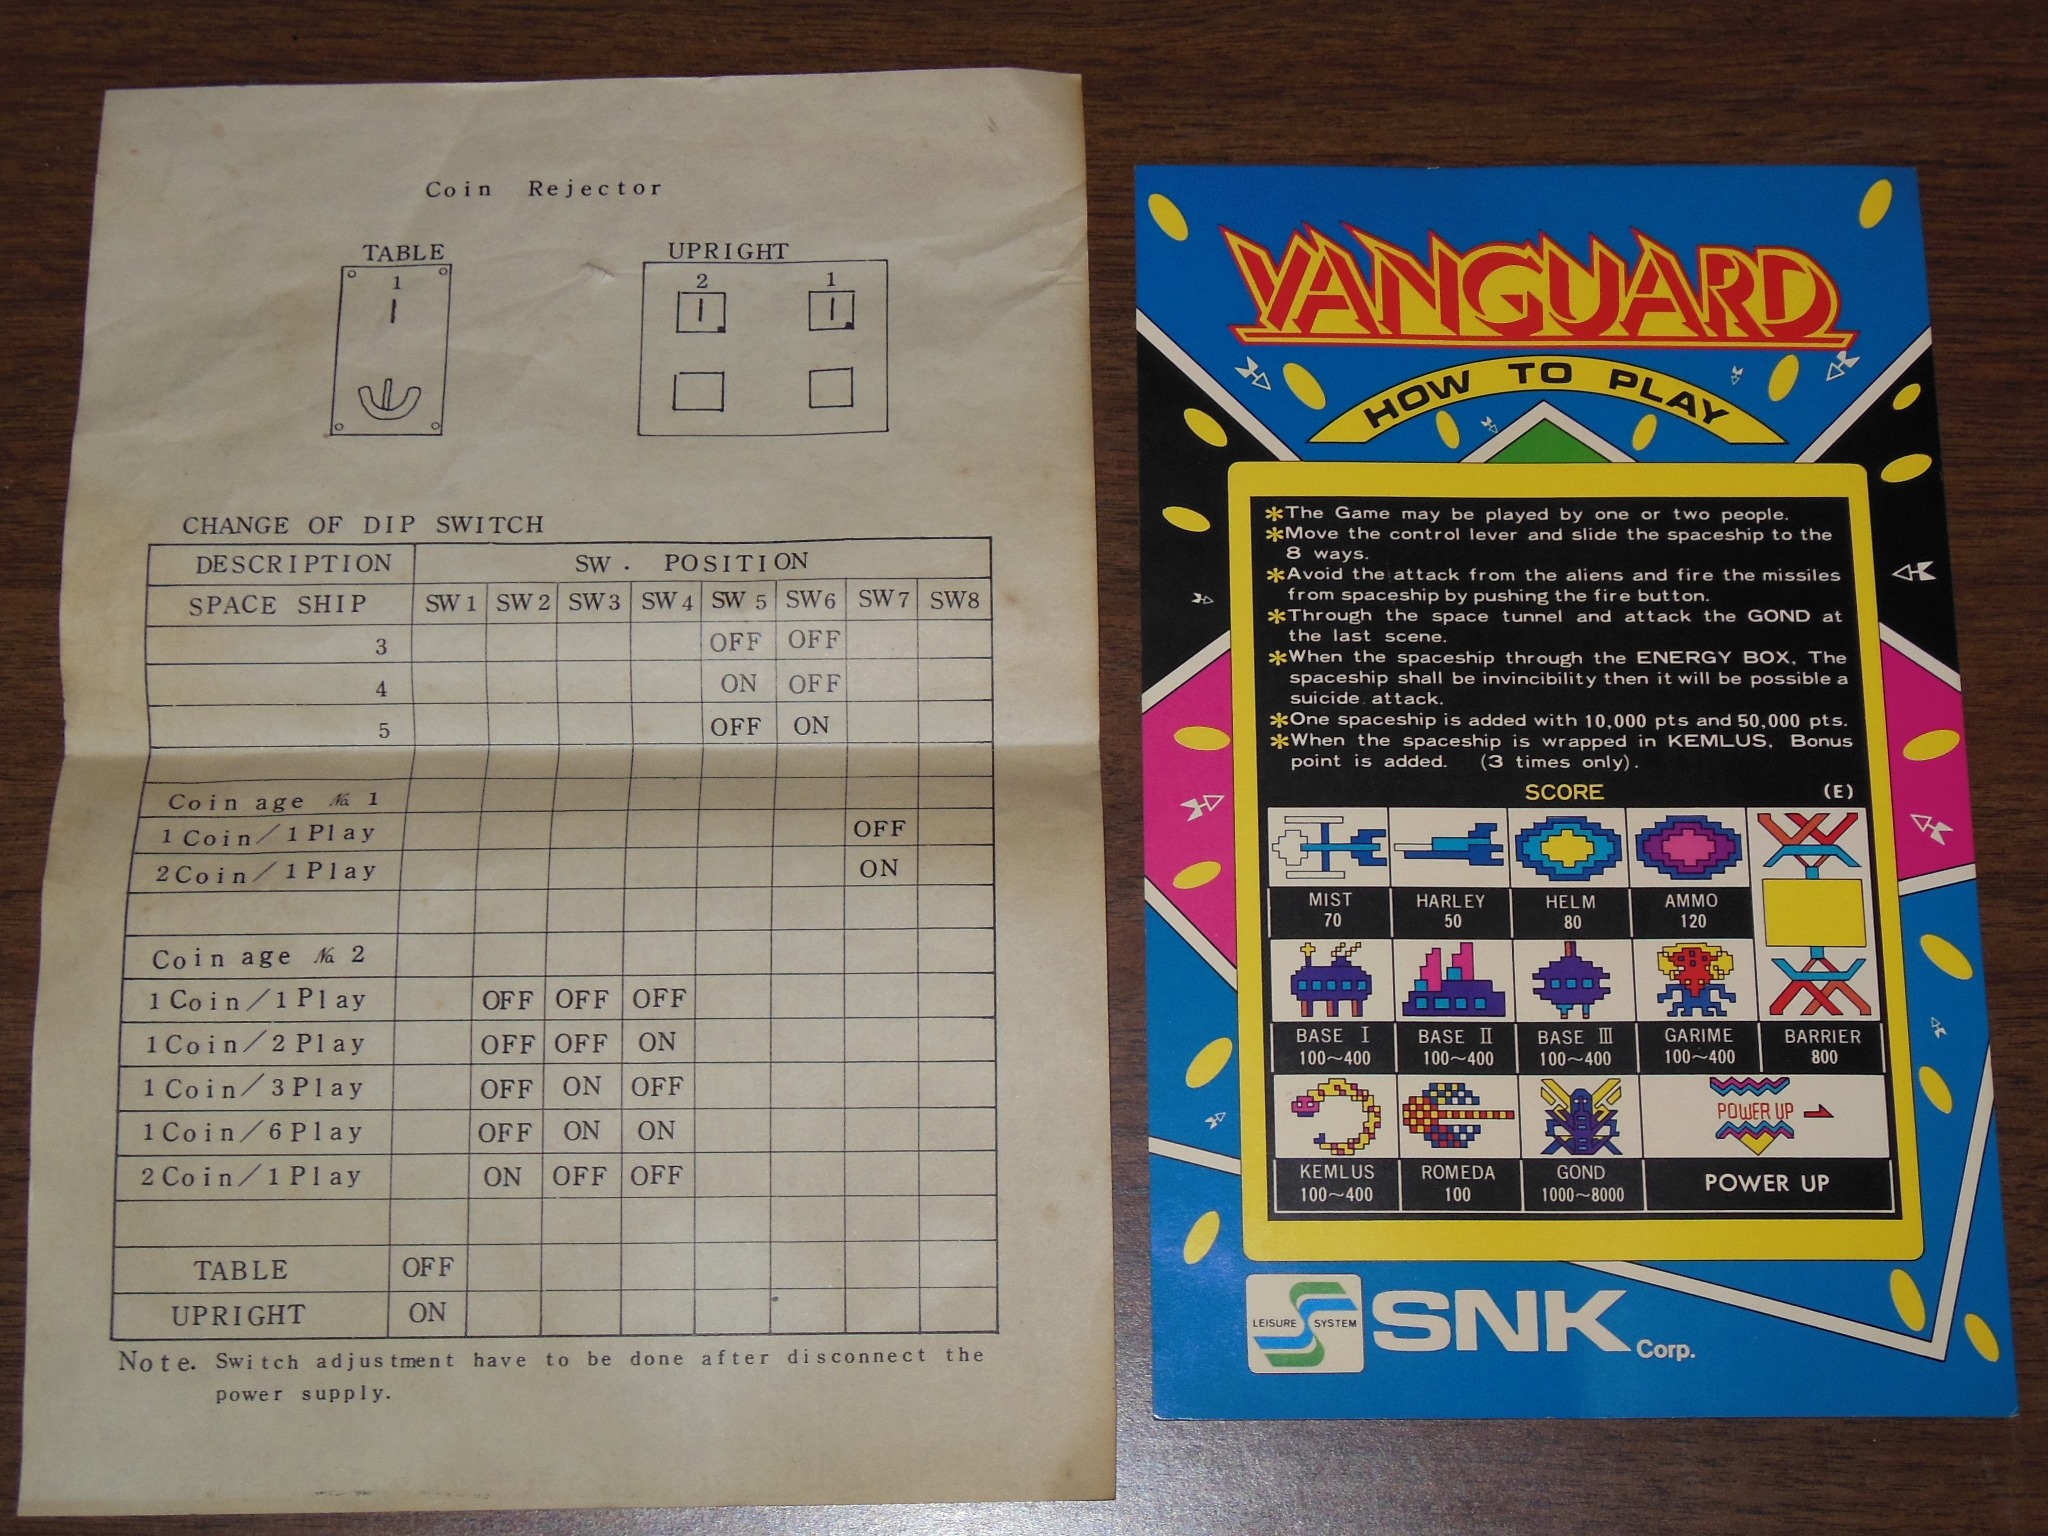 Coin Rejector
TABLE
1
UPRIGHT
2 1
CHANGE OF DIP SWITCH
DESCRIPTION SW. POSITION
SPACE SHIP SW1 SW2 SW3 SW4 SW5 SW6 SW7 SW8
3 OFF OFF
4 ON OFF
5 OFF ON
Coin age № 1
1Coin/1Play OFF
2Coin/1Play ON
Coin age № 2
1Coin/1Play OFF OFF OFF
1Coin/2Play OFF OFF ON
1Coin/3Play OFF ON OFF
1Coin/6Play OFF ON ON
2Coin/1Play ON OFF OFF
TABLE OFF
UPRIGHT ON
Note. Switch adjustment have to be done after disconnect the
power supply.
VANGUARD
HOW TO PLAY
*The Game may be played by one or two people.
*Move the control lever and slide the spaceship to the
8 ways.
*Avoid the attack from the aliens and fire the missiles
from spaceship by pushing the fire button.
*Through the space tunnel and attack the GOND at
the last scene.
*When the spaceship through the ENERGY BOX, The
spaceship shall be invincibility then it will be possible a
suicide attack.
*One spaceship is added with 10,000 pts and 50,000 pts.
*When the spaceship is wrapped in KEMLUS, Bonus
point is added. (3 times only).
SCORE (E)
MIST HARLEY HELM AMMO
70 50 80 120
BASE I BASE II BASE III GARIME BARRIER
100~400 100~400 100~400 100~400 800
POWER UP
KEMLUS ROMEDA GOND POWER UP
100~400 100 1000~8000
LEISURE SYSTEM
SNK Corp.